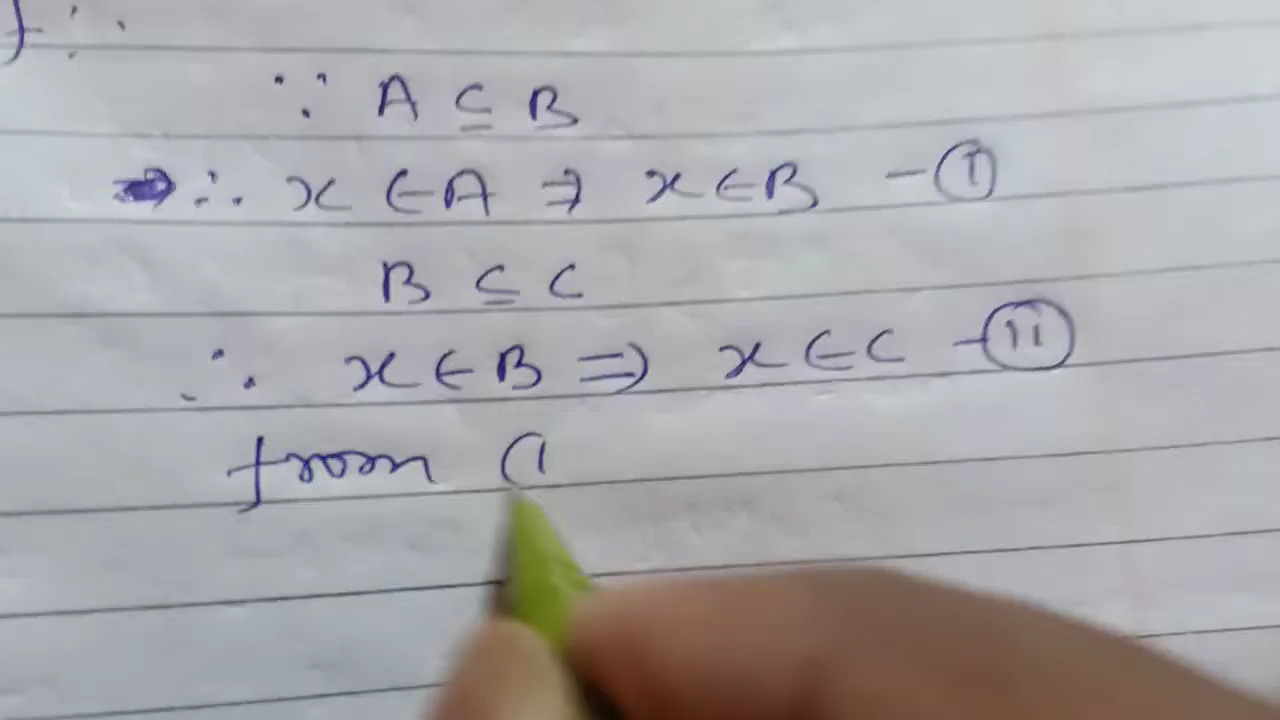 f :
∵ A ⊆ B
∴ x ∈ A ⇒ x ∈ B - (i)
B ⊆ C
∴ x ∈ B ⇒ x ∈ C - (ii)
from (